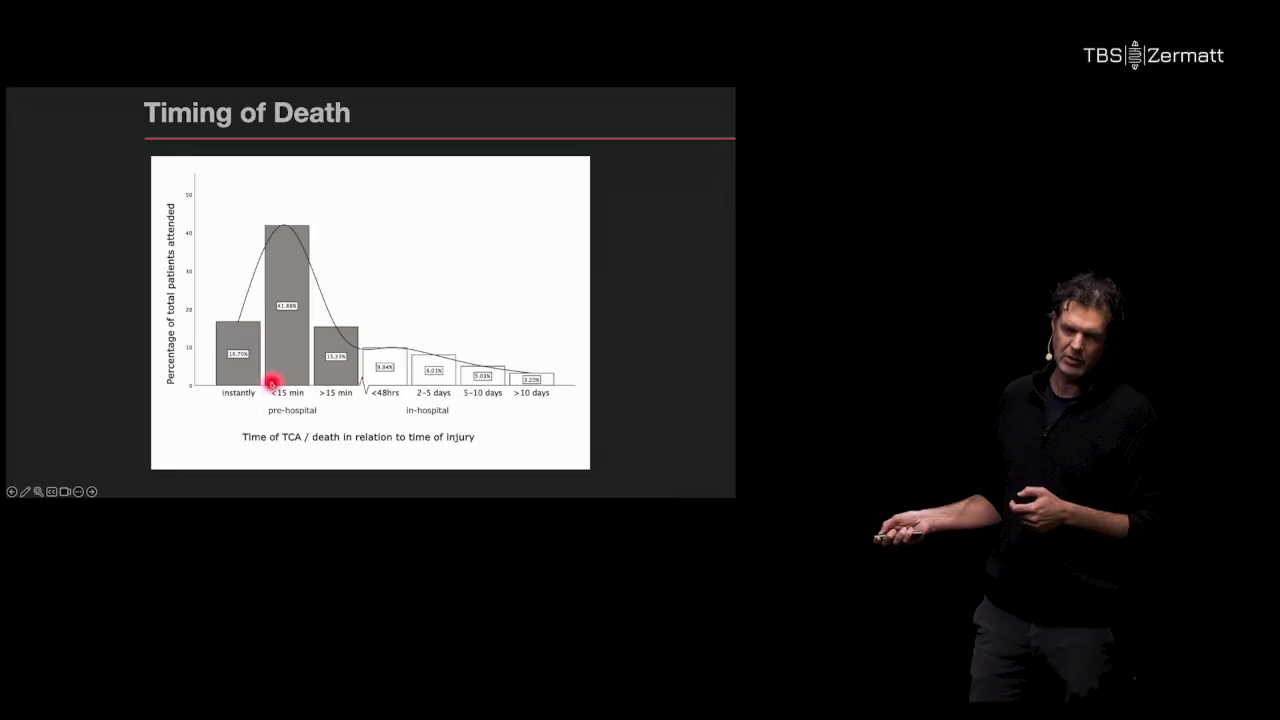 TBS Zermatt
Timing of Death
Percentage of total patients attended
50
40
30
20
10
0
16.70%
41.88%
15.33%
9.84%
8.01%
5.03%
3.20%
instantly <15 min >15 min <48hrs 2-5 days 5-10 days >10 days
pre-hospital in-hospital
Time of TCA / death in relation to time of injury
CC